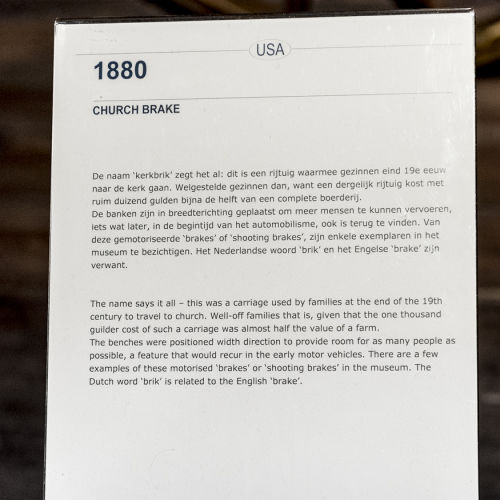 USA
1880
CHURCH BRAKE
De naam ‘kerkbrik’ zegt het al: dit is een rijtuig waarmee gezinnen eind 19e eeuw
naar de kerk gaan. Welgestelde gezinnen dan, want een dergelijk rijtuig kost met
ruim duizend gulden bijna de helft van een complete boerderij.
De banken zijn in breedterichting geplaatst om meer mensen te kunnen vervoeren,
iets wat later, in de begintijd van het automobilisme, ook is terug te vinden. Van
deze gemotoriseerde ‘brakes’ of ‘shooting brakes’, zijn enkele exemplaren in het
museum te bezichtigen. Het Nederlandse woord ‘brik’ en het Engelse ‘brake’ zijn
verwant.
The name says it all – this was a carriage used by families at the end of the 19th
century to travel to church. Well-off families that is, given that the one thousand
guilder cost of such a carriage was almost half the value of a farm.
The benches were positioned width direction to provide room for as many people as
possible, a feature that would recur in the early motor vehicles. There are a few
examples of these motorised ‘brakes’ or ‘shooting brakes’ in the museum. The
Dutch word ‘brik’ is related to the English ‘brake’.